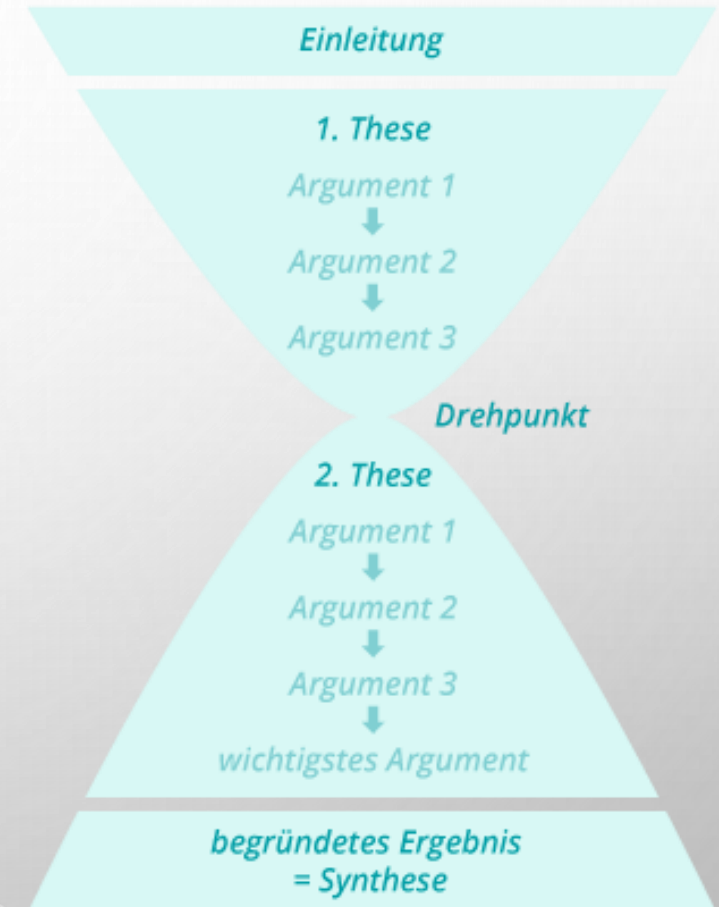 Einleitung
1. These
Argument 1
Argument 2
Argument 3
Drehpunkt
2. These
Argument 1
Argument 2
Argument 3
wichtigstes Argument
begründetes Ergebnis
= Synthese